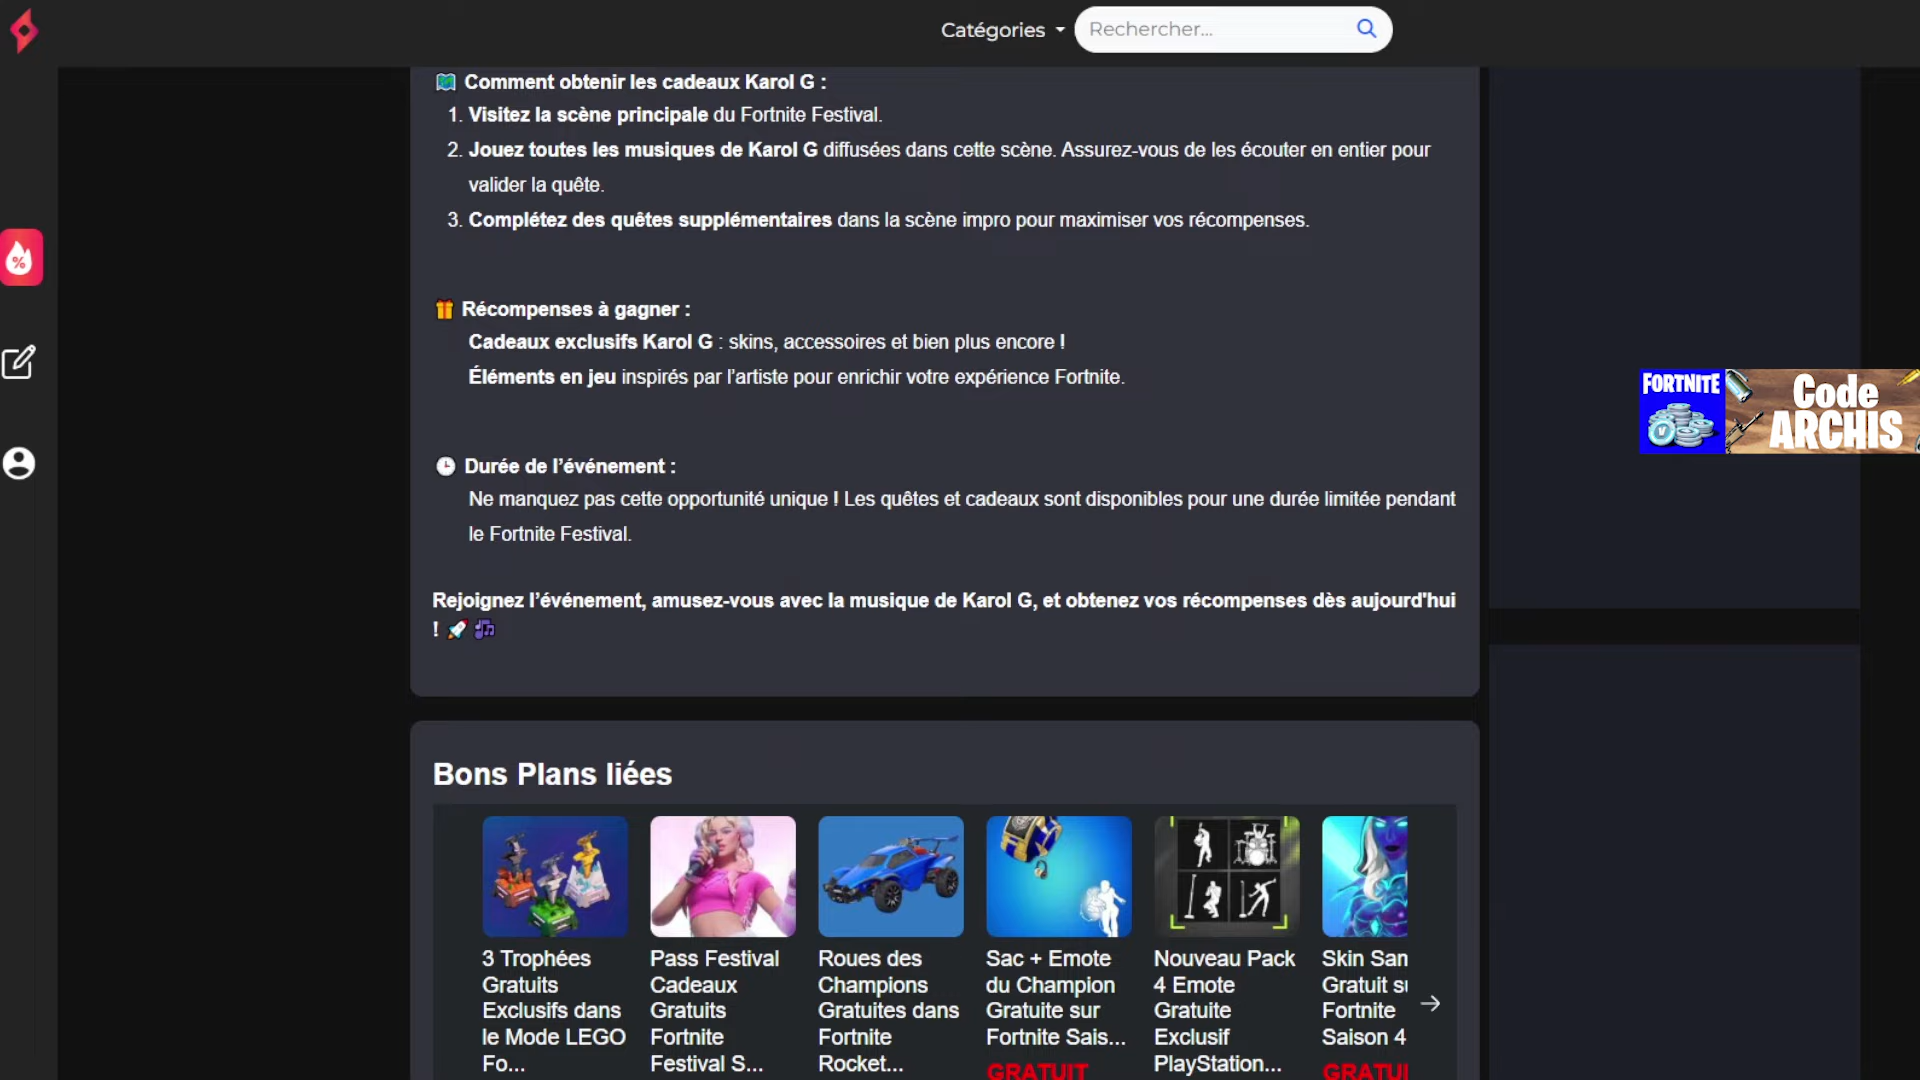 Catégories
Rechercher...
Comment obtenir les cadeaux Karol G :
1. Visitez la scène principale du Fortnite Festival.
2. Jouez toutes les musiques de Karol G diffusées dans cette scène. Assurez-vous de les écouter en entier pour
valider la quête.
3. Complétez des quêtes supplémentaires dans la scène impro pour maximiser vos récompenses.
%
Récompenses à gagner :
Cadeaux exclusifs Karol G : skins, accessoires et bien plus encore !
Éléments en jeu inspirés par l'artiste pour enrichir votre expérience Fortnite.
FORTNITE
V
Code
ARCHIS
Durée de l’événement :
Ne manquez pas cette opportunité unique ! Les quêtes et cadeaux sont disponibles pour une durée limitée pendant
le Fortnite Festival.
Rejoignez l’événement, amusez-vous avec la musique de Karol G, et obtenez vos récompenses dès aujourd'hui
! 🚀 🎶
Bons Plans liées
3 Trophées
Gratuits
Exclusifs dans
le Mode LEGO
Fo...
Pass Festival
Cadeaux
Gratuits
Fortnite
Festival S...
Roues des
Champions
Gratuites dans
Fortnite
Rocket...
Sac + Emote
du Champion
Gratuite sur
Fortnite Sais...
GRATUIT
Nouveau Pack
4 Emote
Gratuite
Exclusif
PlayStation...
Skin San
Gratuit su
Fortnite
Saison 4
GRATUI